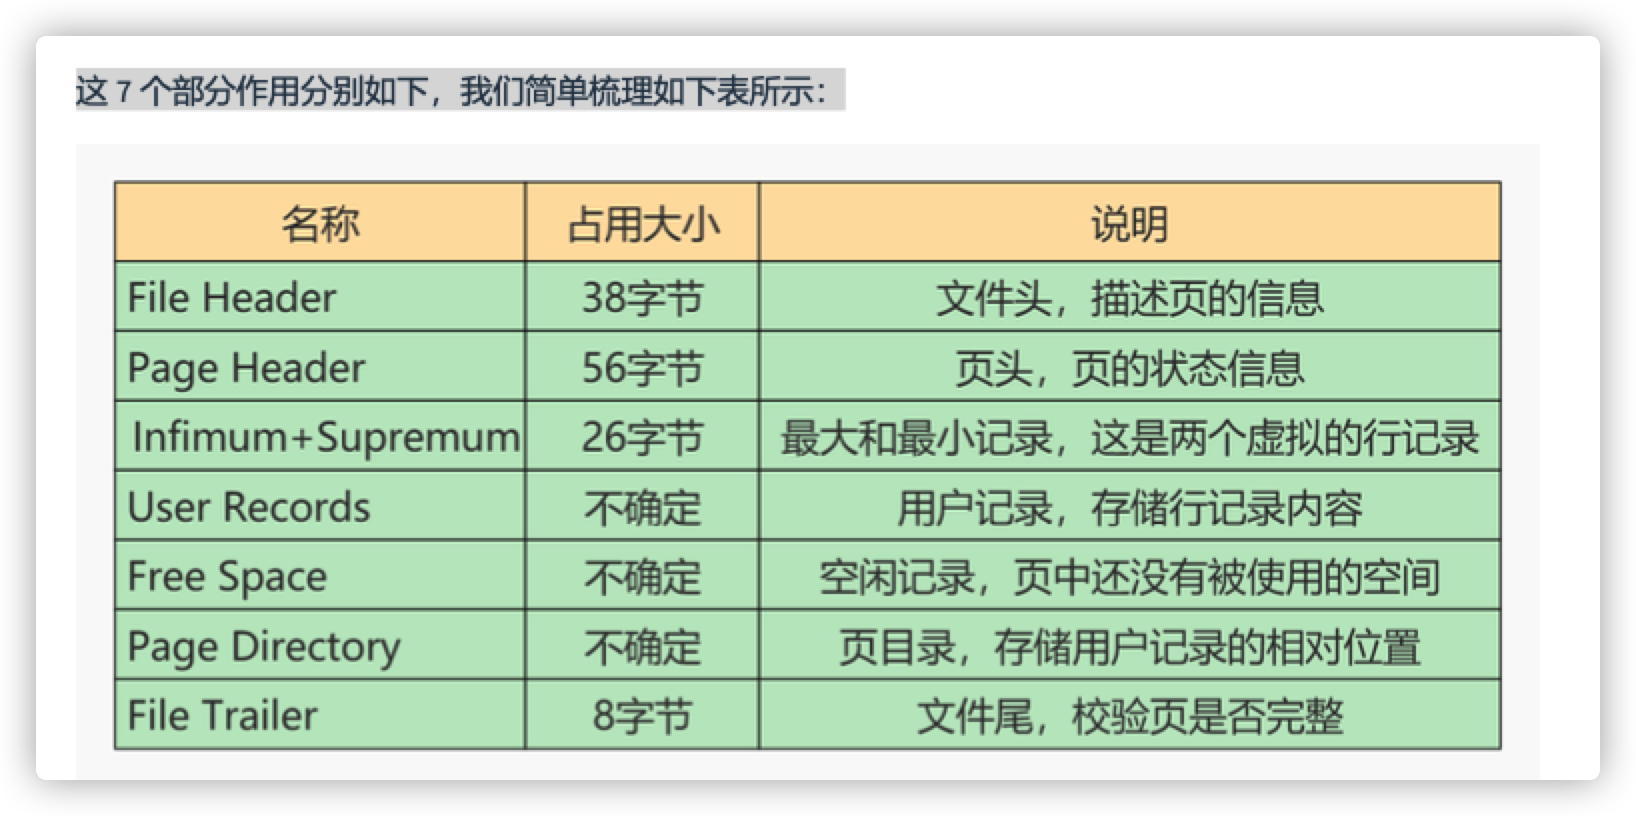 这 7 个部分作用分别如下，我们简单梳理如下表所示：
名称 占用大小 说明
File Header 38字节 文件头，描述页的信息
Page Header 56字节 页头，页的状态信息
Infimum+Supremum 26字节 最大和最小记录，这是两个虚拟的行记录
User Records 不确定 用户记录，存储行记录内容
Free Space 不确定 空闲记录，页中还没有被使用的空间
Page Directory 不确定 页目录，存储用户记录的相对位置
File Trailer 8字节 文件尾，校验页是否完整